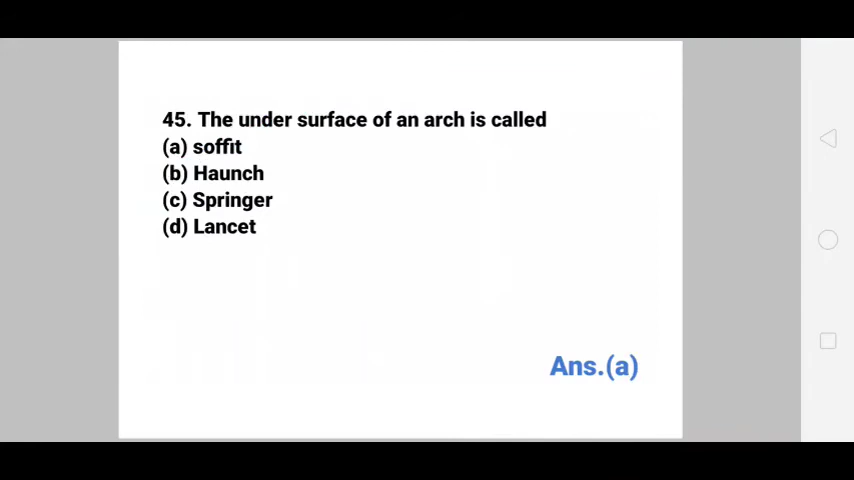 45. The under surface of an arch is called
(a) soffit
(b) Haunch
(c) Springer
(d) Lancet
Ans.(a)